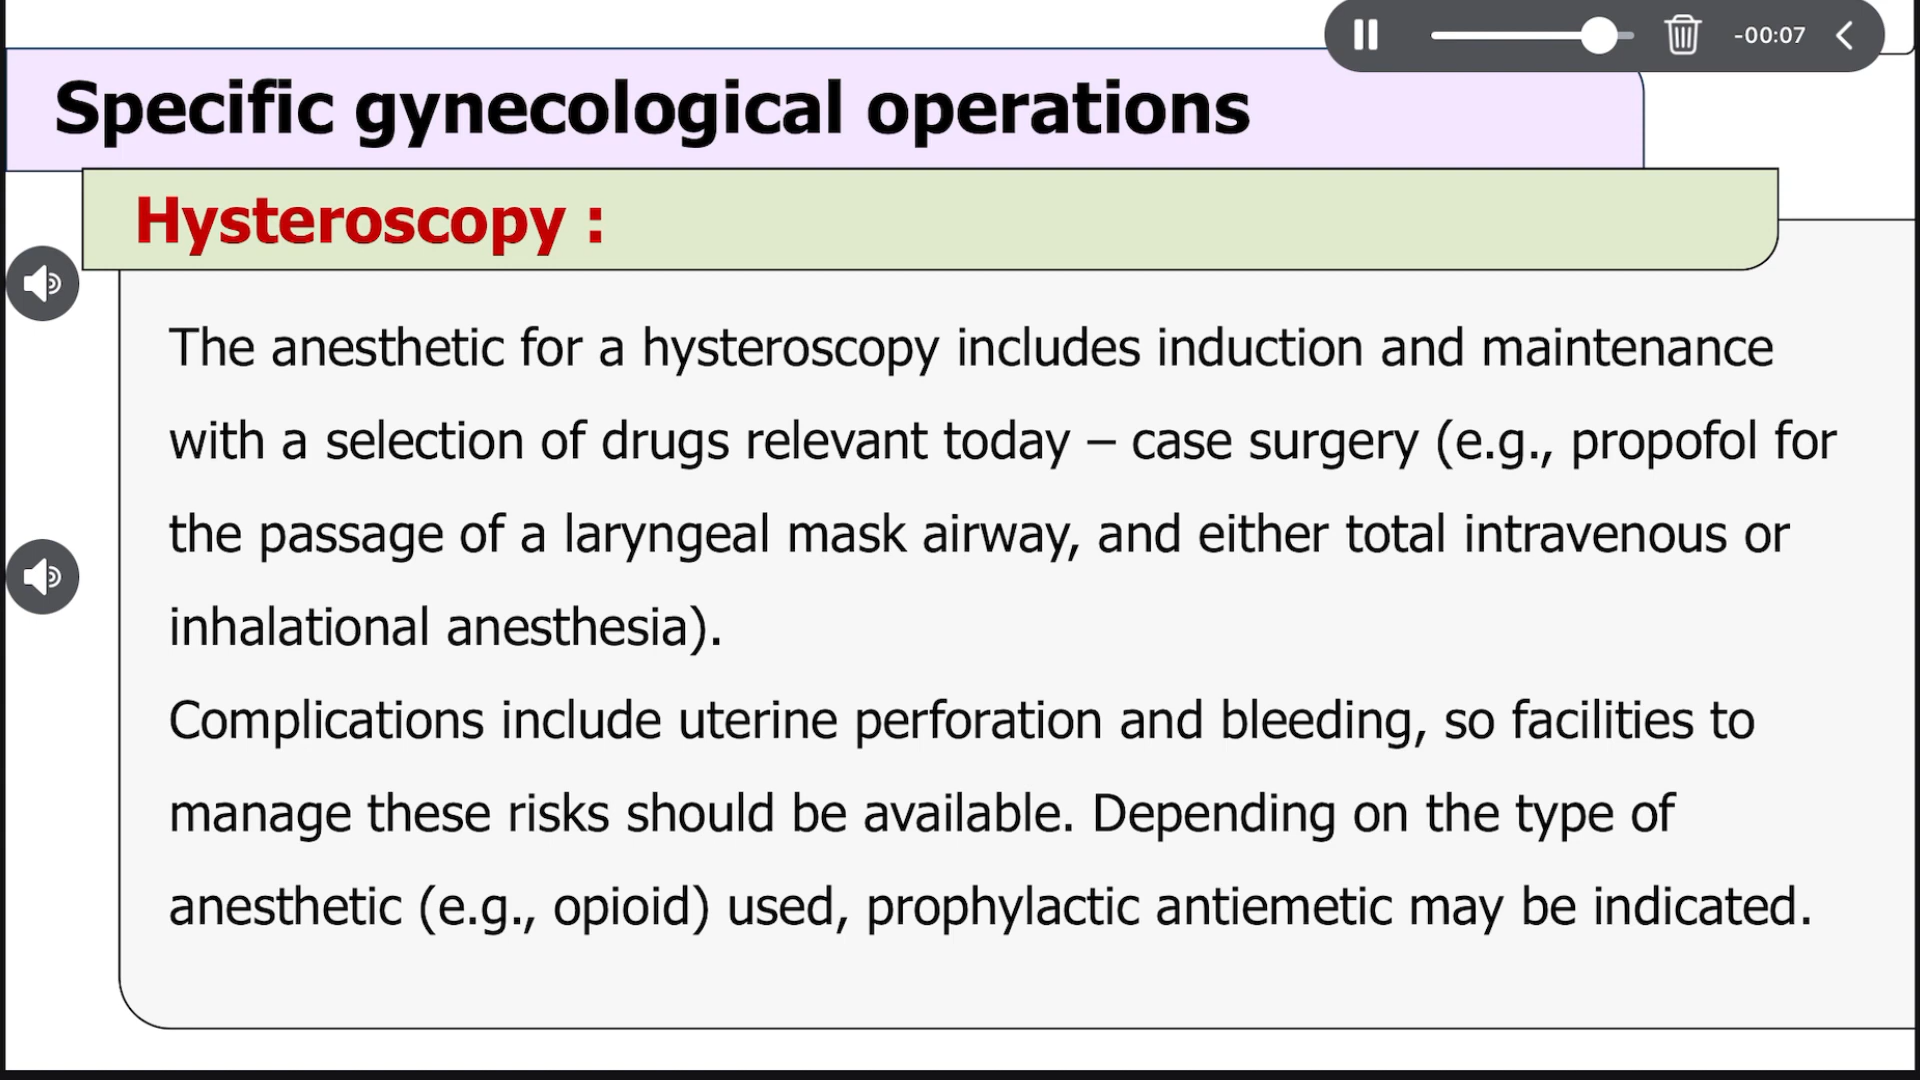 -00:07
Specific gynecological operations
Hysteroscopy :
The anesthetic for a hysteroscopy includes induction and maintenance
with a selection of drugs relevant today – case surgery (e.g., propofol for
the passage of a laryngeal mask airway, and either total intravenous or
inhalational anesthesia).
Complications include uterine perforation and bleeding, so facilities to
manage these risks should be available. Depending on the type of
anesthetic (e.g., opioid) used, prophylactic antiemetic may be indicated.